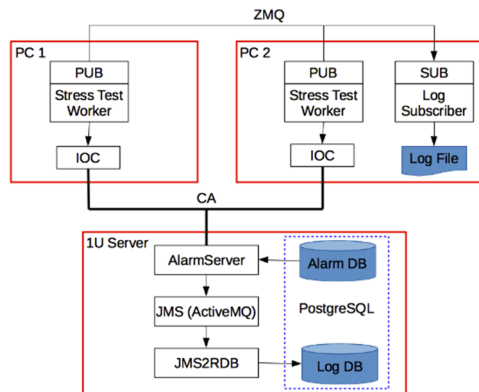 ZMQ
PC 1
PUB
Stress Test
Worker
IOC
PC 2
PUB
Stress Test
Worker
IOC
SUB
Log
Subscriber
Log File
CA
1U Server
AlarmServer
Alarm DB
JMS (ActiveMQ)
PostgreSQL
JMS2RDB
Log DB